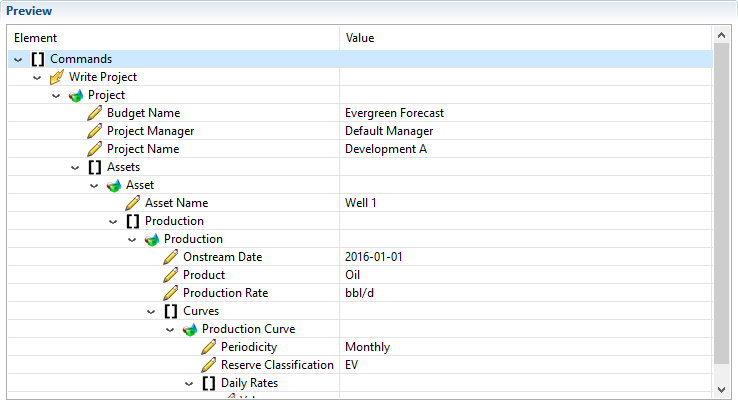 Preview
Element Value
[ ] Commands
Write Project
Project
Budget Name Evergreen Forecast
Project Manager Default Manager
Project Name Development A
[ ] Assets
Asset
Asset Name Well 1
[ ] Production
Production
Onstream Date 2016-01-01
Product Oil
Production Rate bbl/d
[ ] Curves
Production Curve
Periodicity Monthly
Reserve Classification EV
[ ] Daily Rates